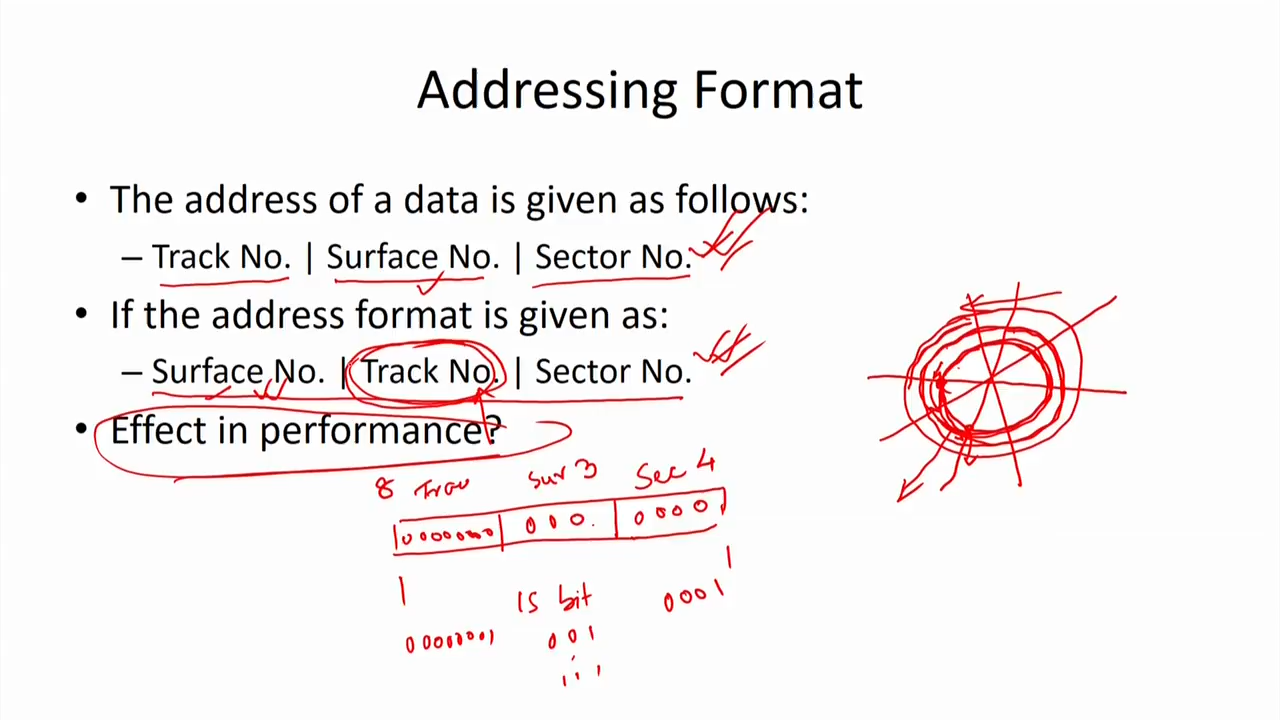 Addressing Format
• The address of a data is given as follows:
– Track No. | Surface No. | Sector No.
• If the address format is given as:
– Surface No. | Track No. | Sector No.
• Effect in performance?
8 Trac Sur 3 Sec 4
00000000 000. 0000
15 bit 0001
00000001 001
111